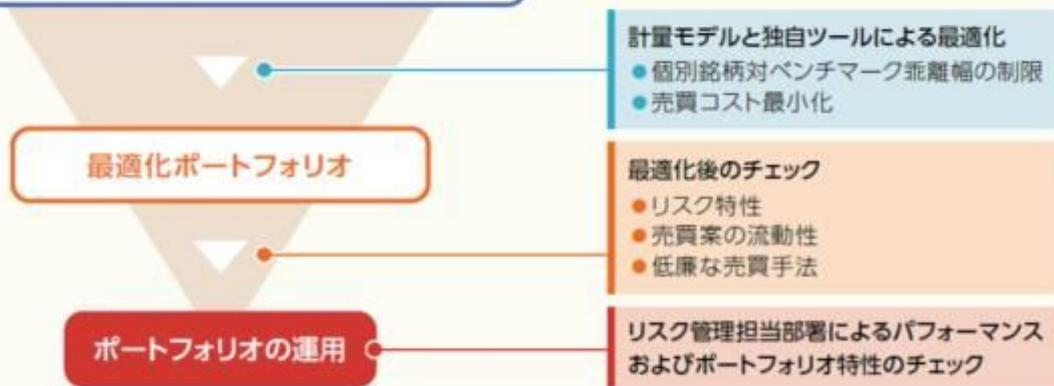 計量モデルと独自ツールによる最適化
●個別銘柄対ベンチマーク乖離幅の制限
●売買コスト最小化
最適化ポートフォリオ
最適化後のチェック
●リスク特性
●売買案の流動性
●低廉な売買手法
ポートフォリオの運用
リスク管理担当部署によるパフォーマンス
およびポートフォリオ特性のチェック